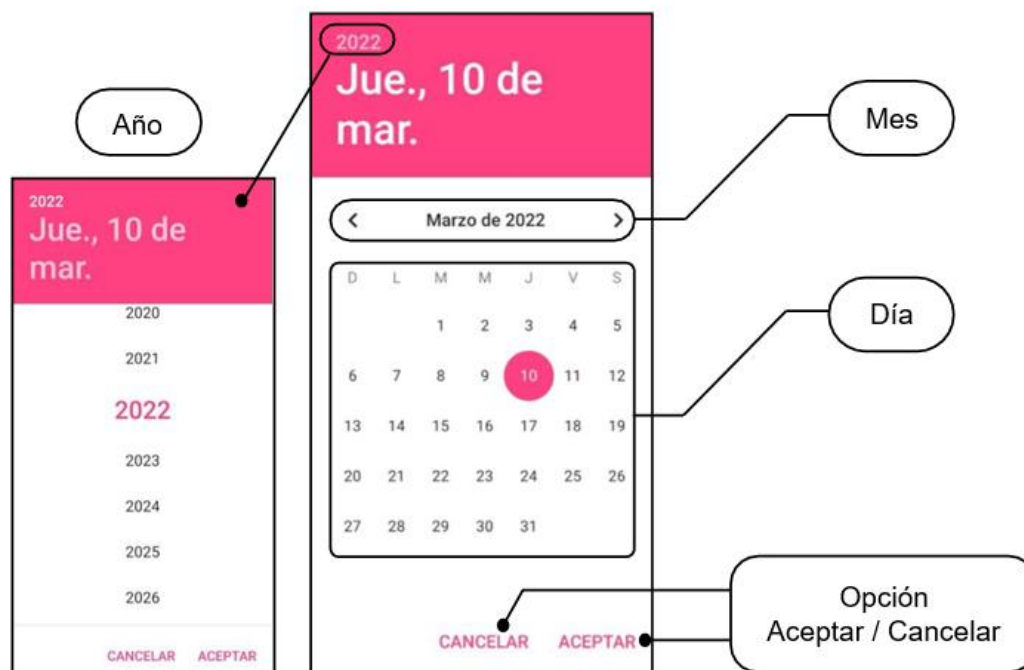 Año
2022
Jue., 10 de
mar.
2020
2021
2022
2023
2024
2025
2026
CANCELAR ACEPTAR
2022
Jue., 10 de
mar.
Marzo de 2022
D L M M J V S
1 2 3 4 5
6 7 8 9 10 11 12
13 14 15 16 17 18 19
20 21 22 23 24 25 26
27 28 29 30 31
CANCELAR ACEPTAR
Mes
Día
Opción
Aceptar / Cancelar